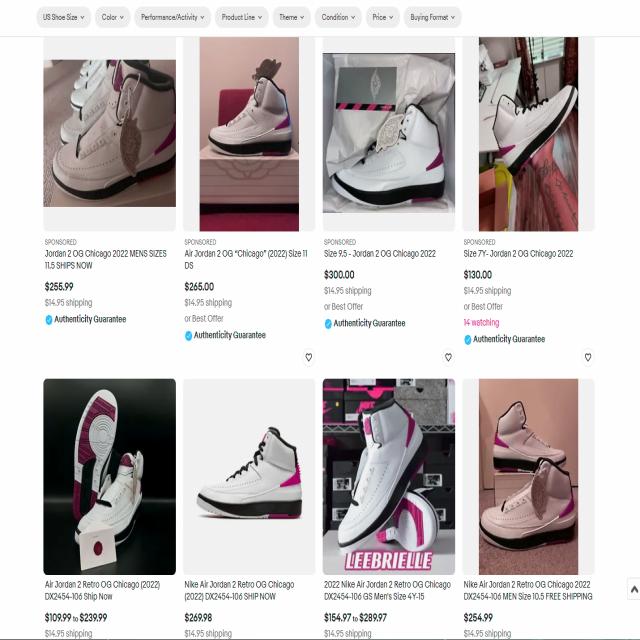 US Shoe Size
Color
Performance/Activity
Product Line
Theme
Condition
Price
Buying Format
SPONSORED
Jordan 2 OG Chicago 2022 MENS SIZES
11.5 SHIPS NOW
$255.99
$14.95 shipping
Authenticity Guarantee
SPONSORED
Air Jordan 2 OG “Chicago” (2022) Size 11
DS
$265.00
$14.95 shipping
or Best Offer
Authenticity Guarantee
SPONSORED
Size 9.5 - Jordan 2 OG Chicago 2022
$300.00
$14.95 shipping
or Best Offer
Authenticity Guarantee
SPONSORED
Size 7Y- Jordan 2 OG Chicago 2022
$130.00
$14.95 shipping
or Best Offer
14 watching
Authenticity Guarantee
LEEBRIELLE
Air Jordan 2 Retro OG Chicago (2022)
DX2454-106 Ship Now
$109.99 to $239.99
$14.95 shipping
Nike Air Jordan 2 Retro OG Chicago
(2022) DX2454-106 SHIP NOW
$269.98
$14.95 shipping
2022 Nike Air Jordan 2 Retro OG Chicago
DX2454-106 GS Men's Size 4Y-15
$154.97 to $289.97
$14.95 shipping
Nike Air Jordan 2 Retro OG Chicago 2022
DX2454-106 MEN Size 10.5 FREE SHIPPING
$254.99
$14.95 shipping